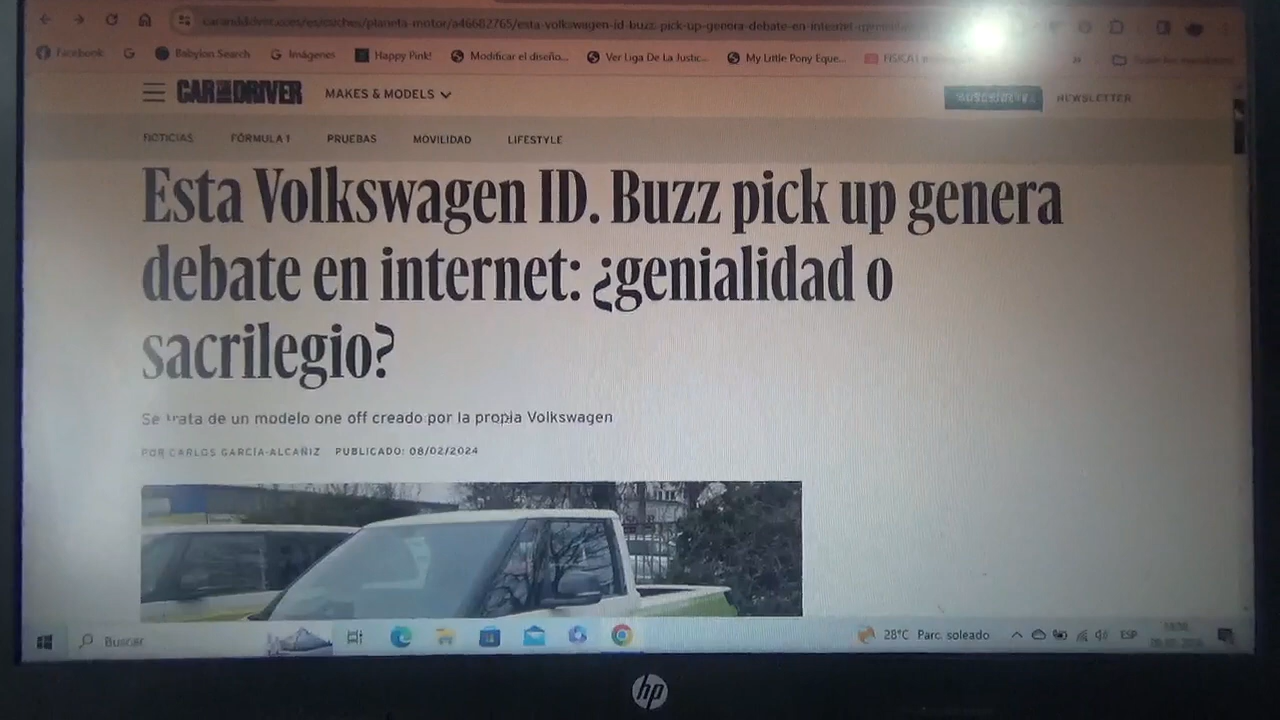 caranddriver.com/es/coches/planeta-motor/a46682765/esta-volkswagen-id-buzz-pick-up-genera-debate-en-internet-
Facebook G Babylon Search G Imágenes Happy Pink! Modificar el diseño... Ver Liga De La Justic... My Little Pony Eque... »
CAR AND DRIVER MAKES & MODELS NEWSLETTER
NOTICIAS FÓRMULA 1 PRUEBAS MOVILIDAD LIFESTYLE
Esta Volkswagen ID. Buzz pick up genera
debate en internet: ¿genialidad o
sacrilegio?
Se trata de un modelo one off creado por la propia Volkswagen
POR CARLOS GARCÍA-ALCAÑIZ PUBLICADO: 08/02/2024
Buscar 28°C Parc. soleado ESP
hp